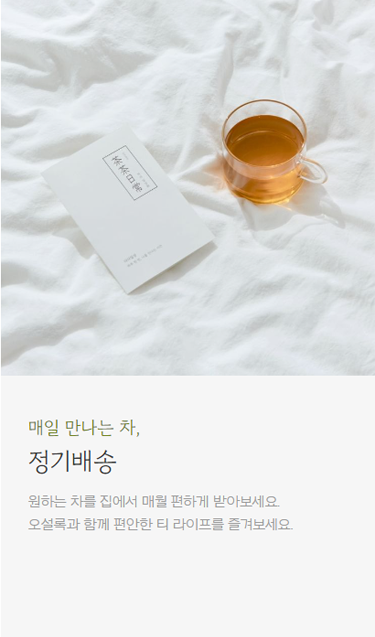 매일 만나는 차,
정기배송
원하는 차를 집에서 매월 편하게 받아보세요.
오설록과 함께 편안한 티 라이프를 즐겨보세요.